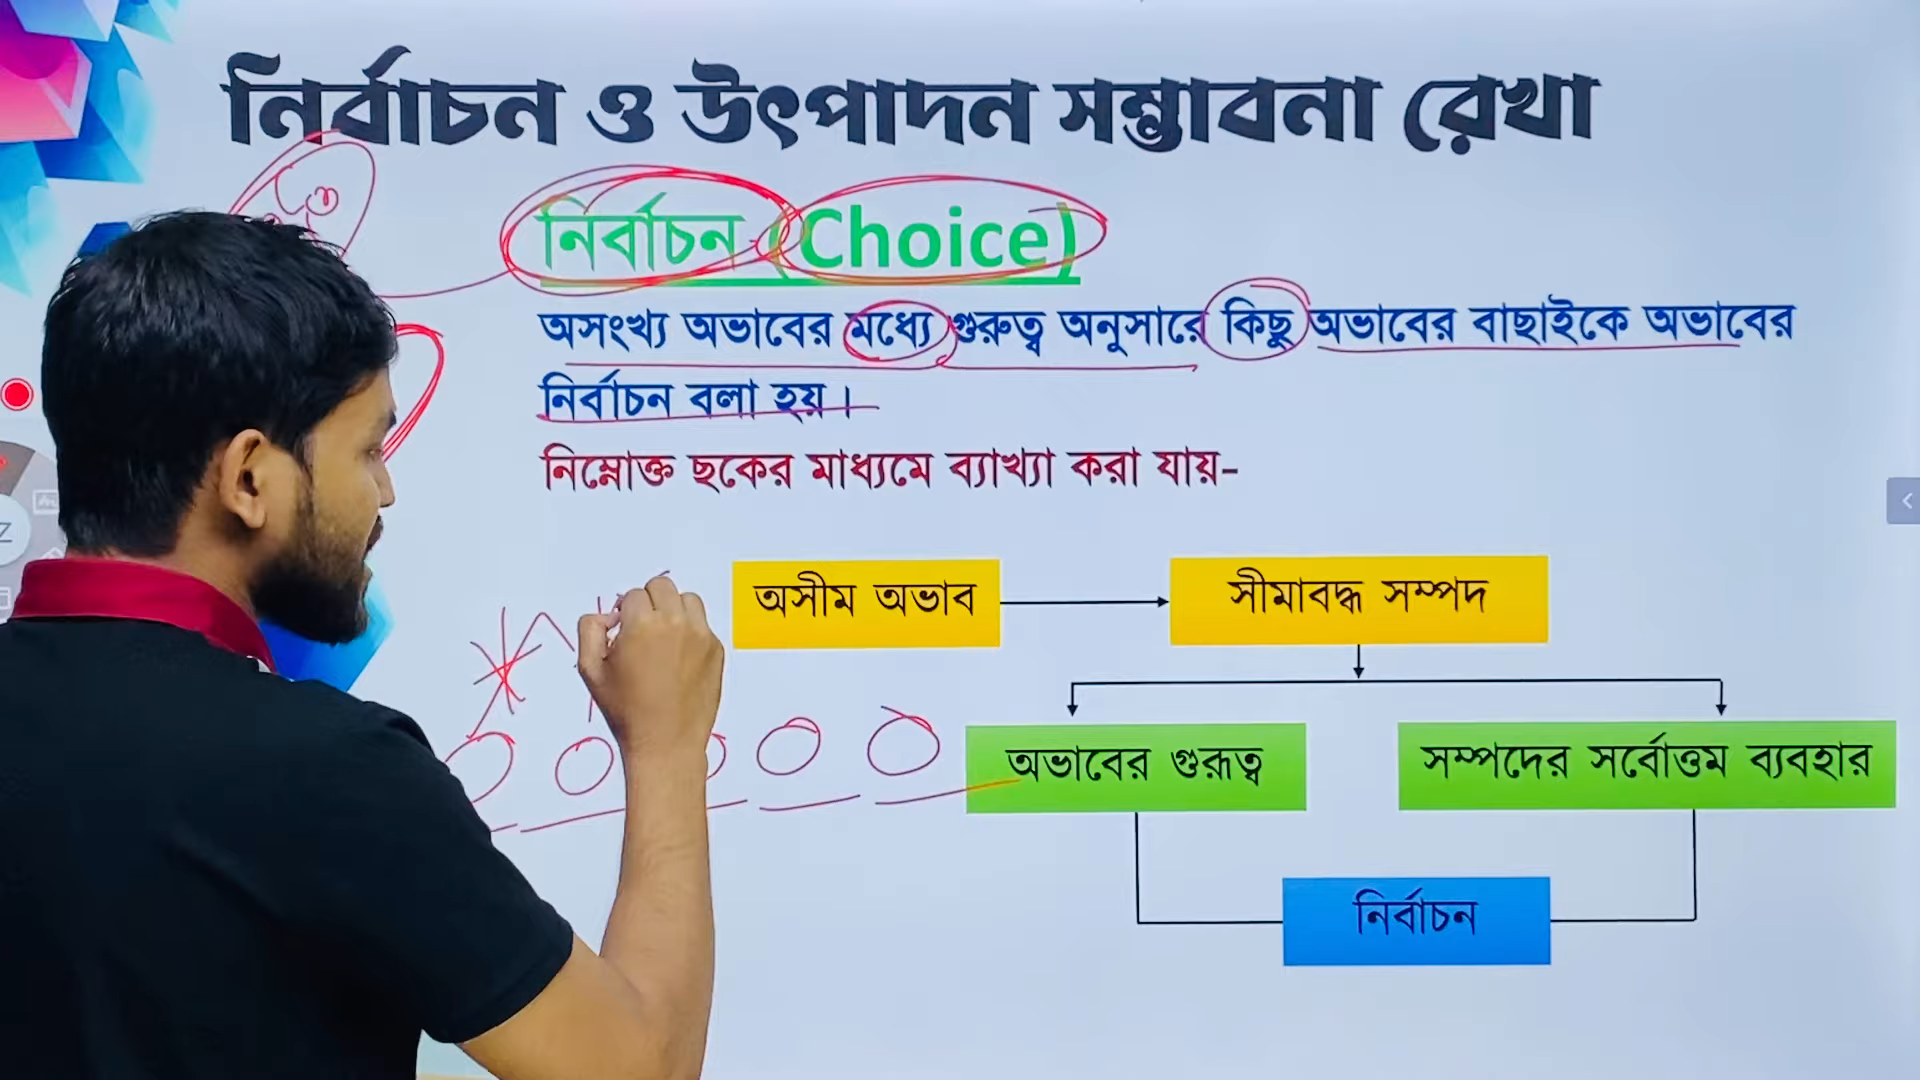 নির্বাচন ও উৎপাদন সম্ভাবনা রেখা
নির্বাচন (Choice)
অসংখ্য অভাবের মধ্যে গুরুত্ব অনুসারে কিছু অভাবের বাছাইকে অভাবের
নির্বাচন বলা হয়।
নিম্নোক্ত ছকের মাধ্যমে ব্যাখ্যা করা যায়-
অসীম অভাব
সীমাবদ্ধ সম্পদ
অভাবের গুরূত্ব
সম্পদের সর্বোত্তম ব্যবহার
নির্বাচন